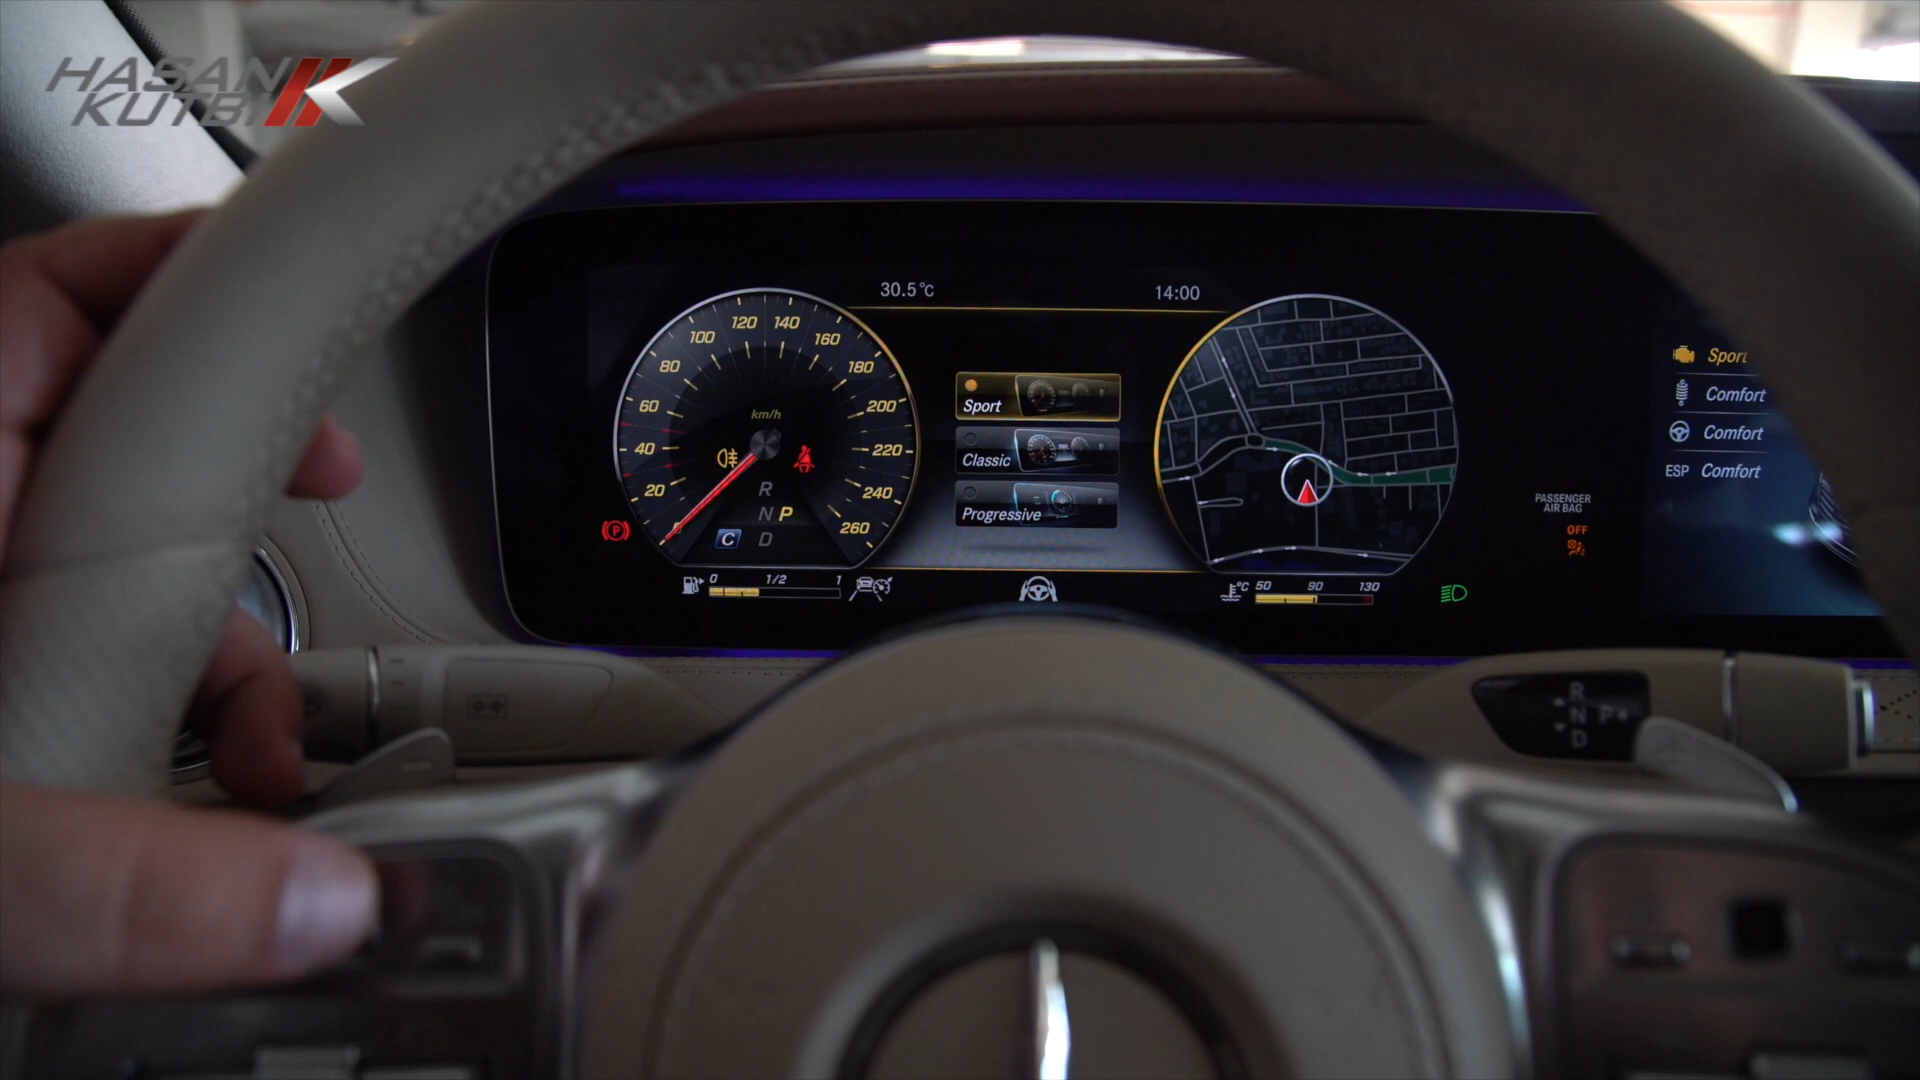 HASAN
KUTBI
30.5°C
14:00
120 140
100 160
80 180
60 200
km/h
40 220
20 240
0 260
R
N P
C D
0 1/2 1
Sport
Classic
Progressive
°C 50 90 130
PASSENGER
AIR BAG
OFF
Sport
Comfort
Comfort
ESP Comfort
R
N P
D